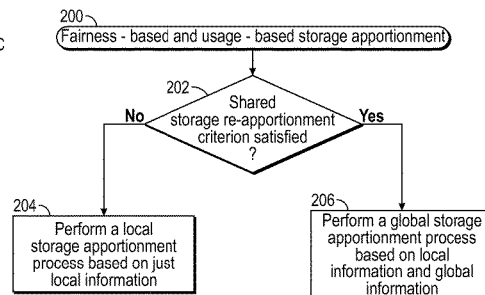 200
Fairness - based and usage - based storage apportionment
202
Shared
storage re-apportionment
criterion satisfied
?
No
Yes
204
Perform a local
storage apportionment
process based on just
local information
206
Perform a global storage
apportionment process
based on local
information and global
information